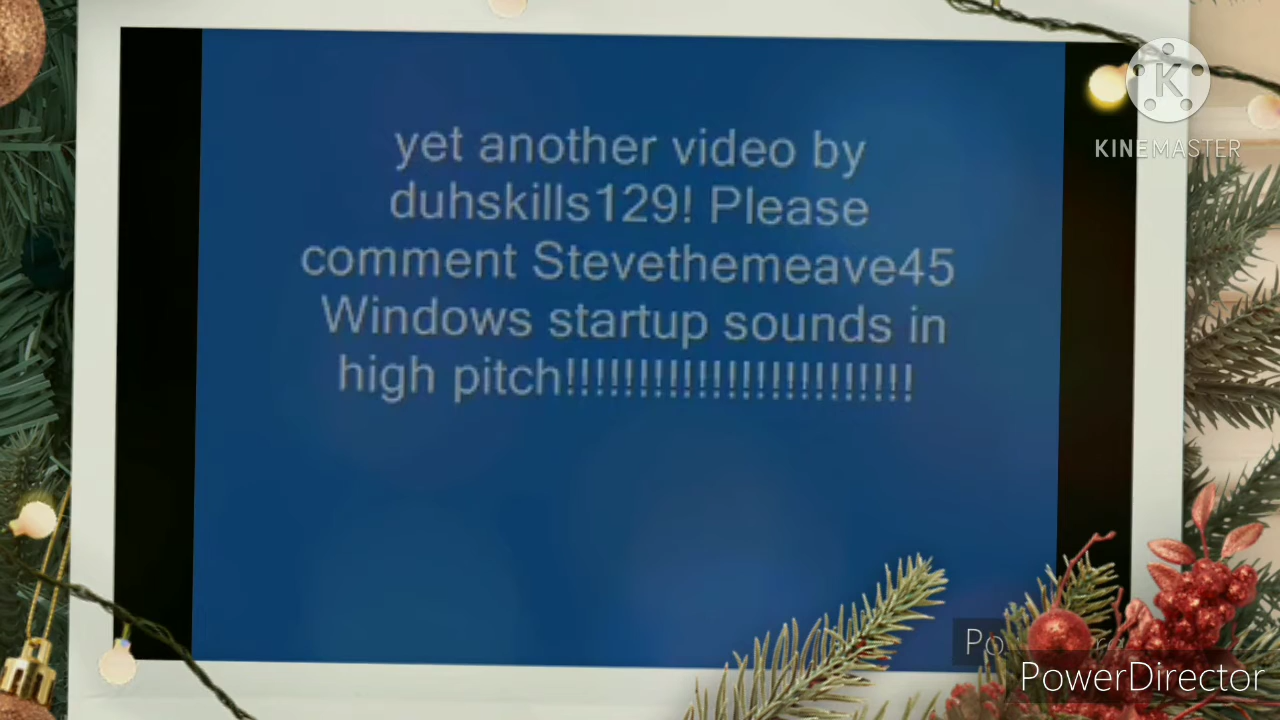 yet another video by
duhskills129! Please
comment Stevethemeave45
Windows startup sounds in
high pitch!!!!!!!!!!!!!!!!!!!!!!!!
K
KINEMASTER
PowerDirector